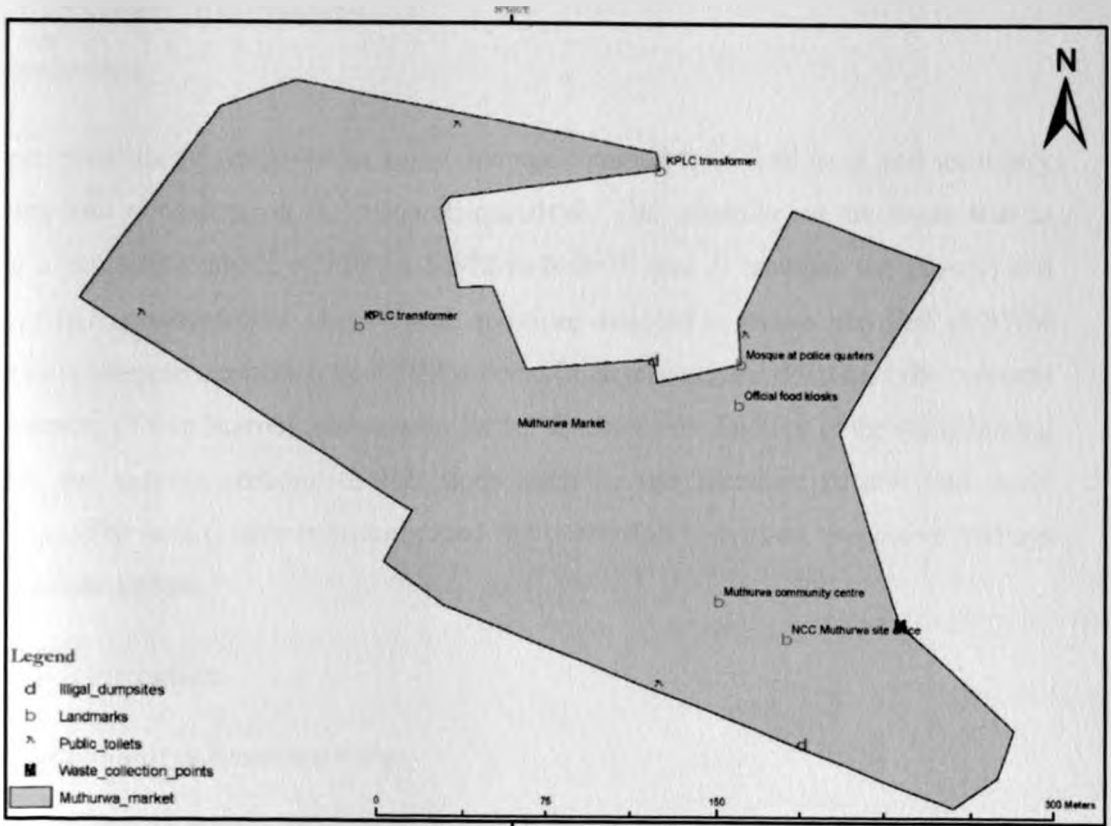 N
KPLC transformer
KPLC transformer
Mosque at police quarters
Official food kiosks
Muthurwa Market
Muthurwa community centre
NCC Muthurwa site office
Legend
Illigal_dumpsites
Landmarks
Public_toilets
Waste_collection_points
Muthurwa_market
0 75 150 300 Meters